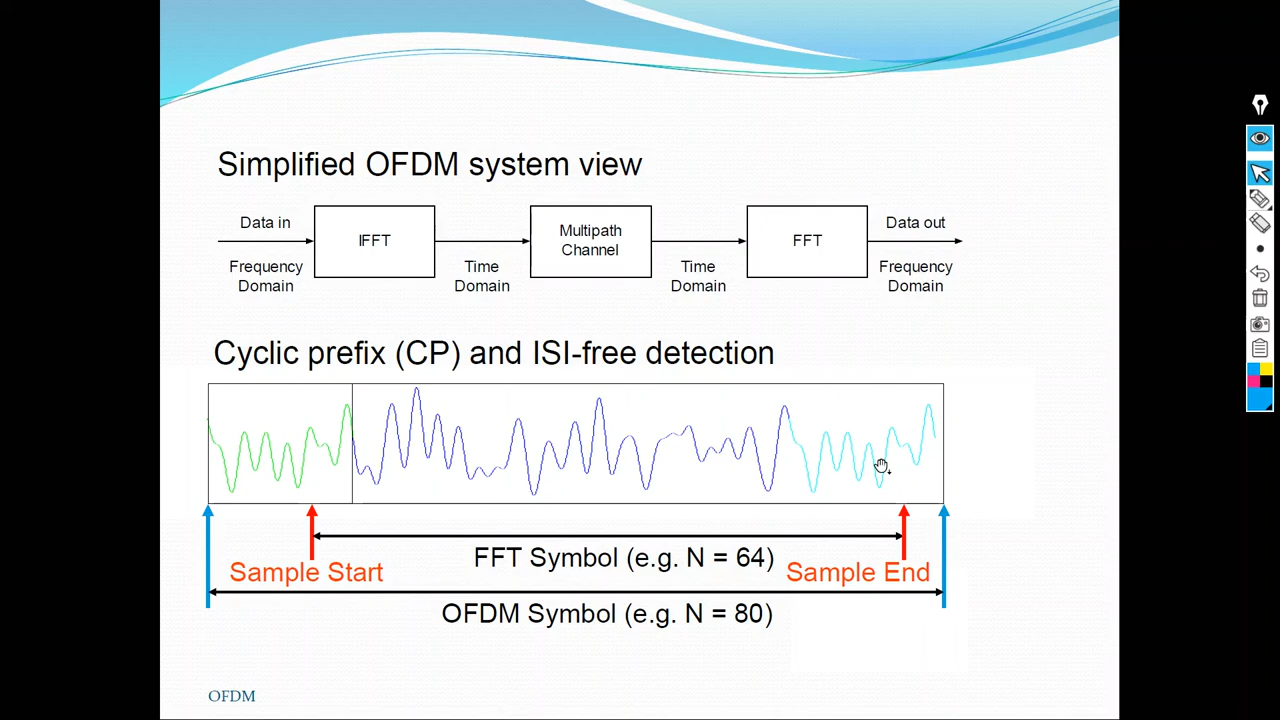 Simplified OFDM system view
Data in
Frequency
Domain
IFFT
Time
Domain
Multipath
Channel
Time
Domain
FFT
Data out
Frequency
Domain
Cyclic prefix (CP) and ISI-free detection
FFT Symbol (e.g. N = 64)
Sample Start
Sample End
OFDM Symbol (e.g. N = 80)
OFDM